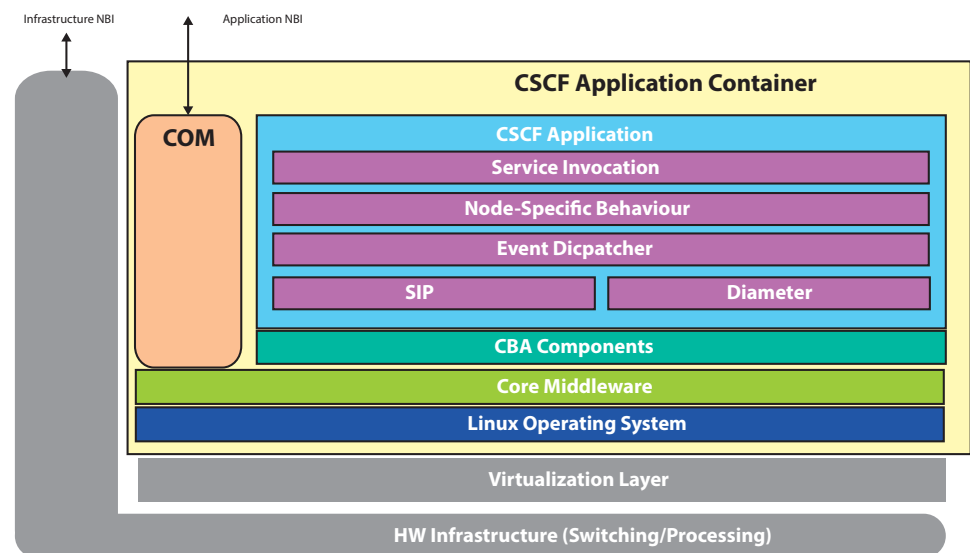 Infrastructure NBI
Application NBI
CSCF Application Container
COM
CSCF Application
Service Invocation
Node-Specific Behaviour
Event Dicpatcher
SIP
Diameter
CBA Components
Core Middleware
Linux Operating System
Virtualization Layer
HW Infrastructure (Switching/Processing)